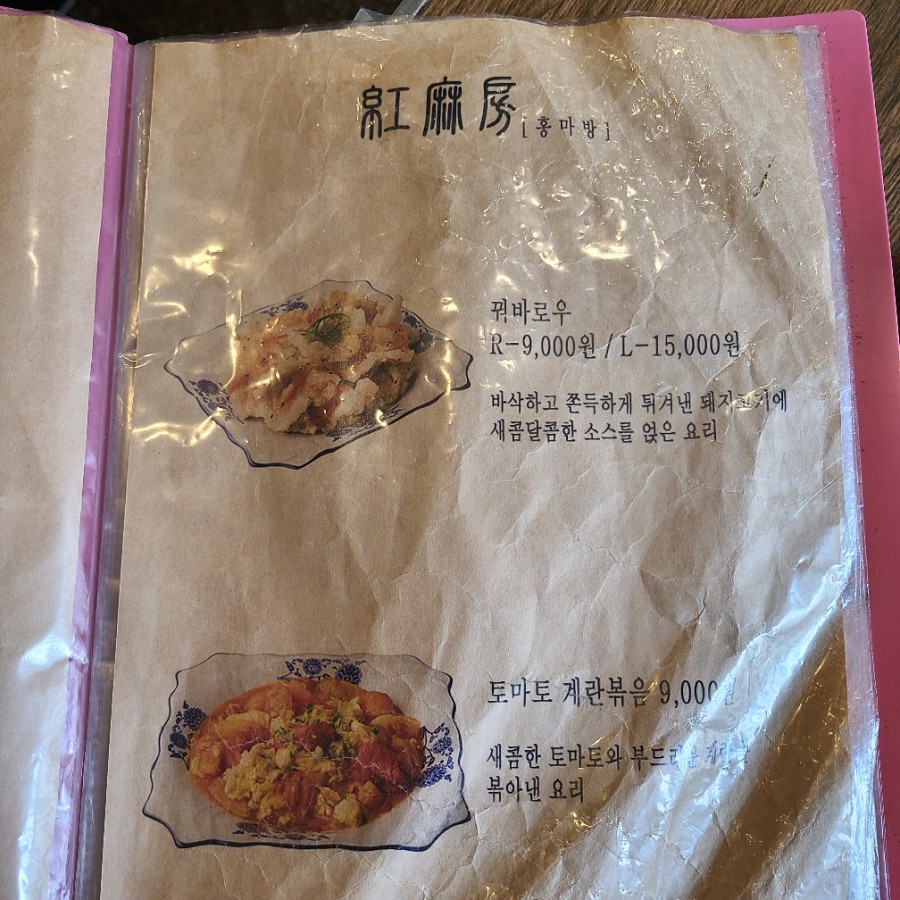 紅麻房 [홍마방]
꿔바로우
R-9,000원 / L-15,000원
바삭하고 쫀득하게 튀겨낸 돼지고기에
새콤달콤한 소스를 얹은 요리
토마토 계란볶음 9,000원
새콤한 토마토와 부드러운 계란을
볶아낸 요리